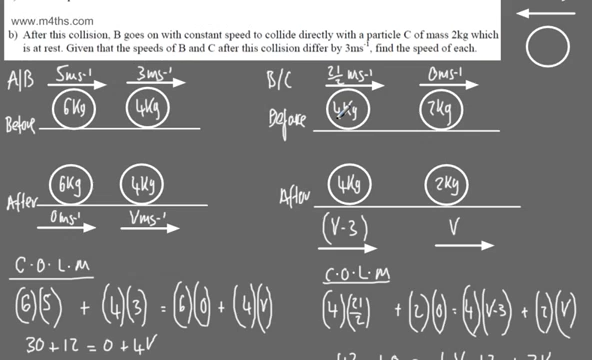 www.m4ths.com
b) After this collision, B goes on with constant speed to collide directly with a particle C of mass 2kg which
is at rest. Given that the speeds of B and C after this collision differ by 3ms⁻¹, find the speed of each.
A/B 5ms⁻¹ 3ms⁻¹
6Kg 4Kg
Before
6Kg 4Kg
After
0ms⁻¹ Vms⁻¹
C.O.L.M
(6)(5) + (4)(3) = (6)(0) + (4)(V)
30+12 = 0 + 4V
B/C 21/2 ms⁻¹ 0ms⁻¹
4Kg 2Kg
Before
4Kg 2Kg
After
(V-3) V
C.O.L.M
(4)(21/2) + (2)(0) = (4)(V-3) + (2)(V)